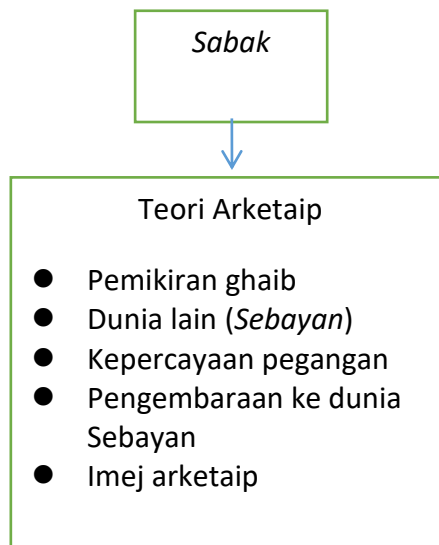 Sabak
Teori Arketaip
● Pemikiran ghaib
● Dunia lain (Sebayan)
● Kepercayaan pegangan
● Pengembaraan ke dunia
Sebayan
● Imej arketaip